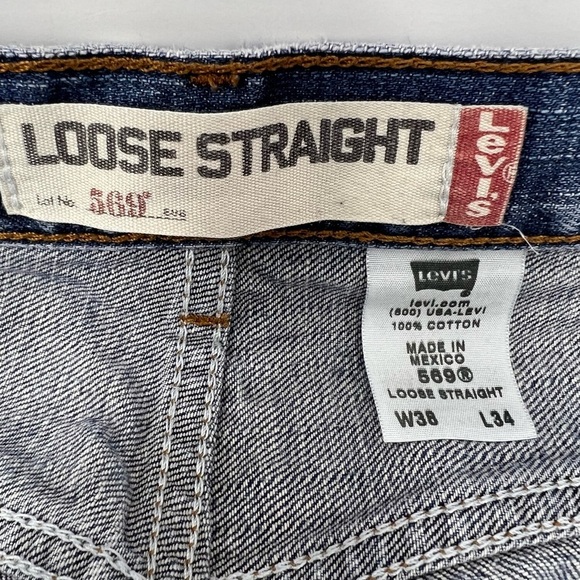 LOOSE STRAIGHT
Lot No. 569®
Levi's®
LEVI'S
levi.com
(800) USA-LEVI
100% COTTON
MADE IN
MEXICO
569®
LOOSE STRAIGHT
W38 L34